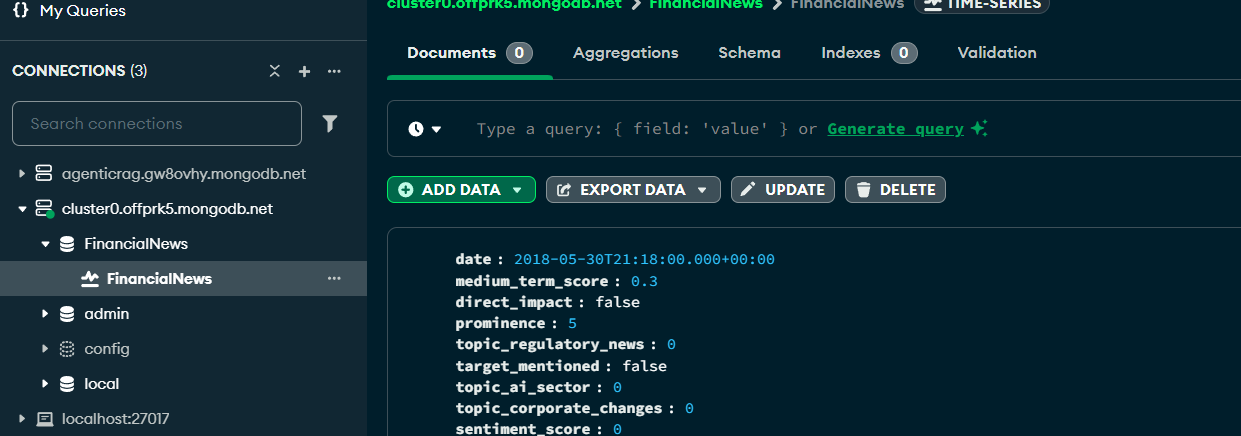 My Queries
CONNECTIONS (3)
Search connections
agenticrag.gw8ovhy.mongodb.net
cluster0.offprk5.mongodb.net
FinancialNews
FinancialNews
admin
config
local
localhost:27017
cluster0.offprk5.mongodb.net > FinancialNews > FinancialNews TIME-SERIES
Documents 0 Aggregations Schema Indexes 0 Validation
Type a query: { field: 'value' } or Generate query
ADD DATA EXPORT DATA UPDATE DELETE
date : 2018-05-30T21:18:00.000+00:00
medium_term_score : 0.3
direct_impact : false
prominence : 5
topic_regulatory_news : 0
target_mentioned : false
topic_ai_sector : 0
topic_corporate_changes : 0
sentiment_score : 0